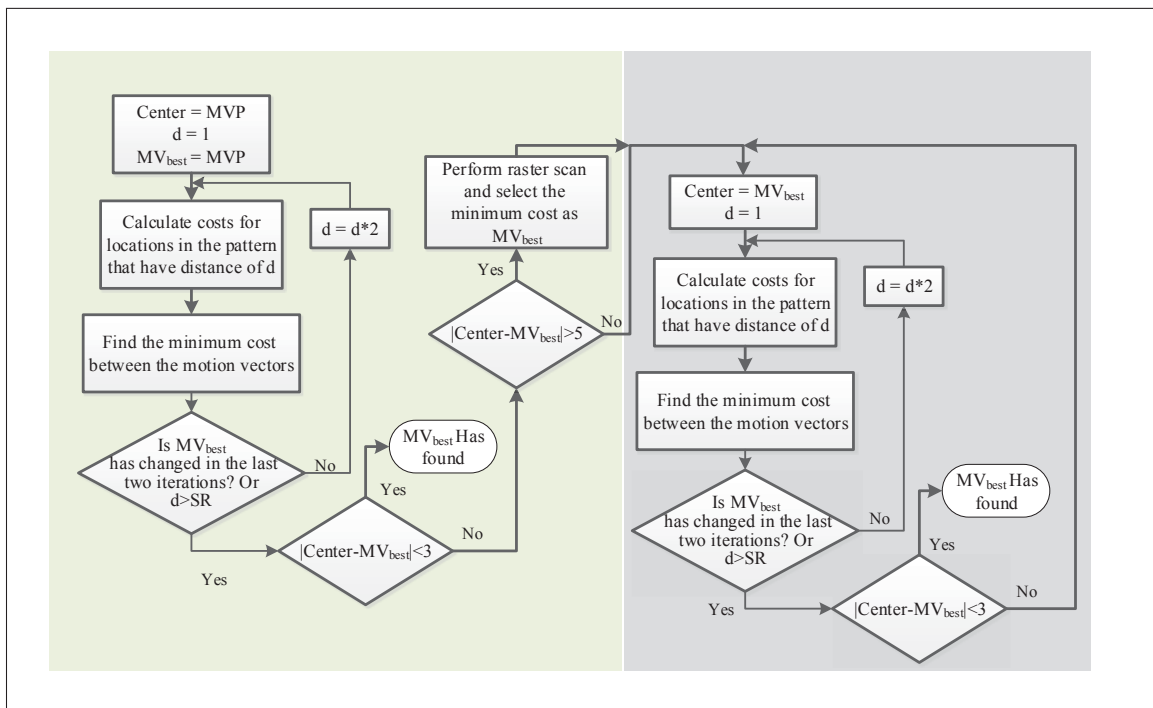 Center = MVP
d = 1
MVbest = MVP
Calculate costs for
locations in the pattern
that have distance of d
d = d*2
Find the minimum cost
between the motion vectors
Is MVbest
has changed in the last
two iterations? Or
d>SR
No
Yes
|Center-MVbest|<3
Yes
MVbest Has
found
No
|Center-MVbest|>5
Yes
No
Perform raster scan
and select the
minimum cost as
MVbest
Center = MVbest
d = 1
Calculate costs for
locations in the pattern
that have distance of d
d = d*2
Find the minimum cost
between the motion vectors
Is MVbest
has changed in the last
two iterations? Or
d>SR
No
Yes
|Center-MVbest|<3
Yes
MVbest Has
found
No